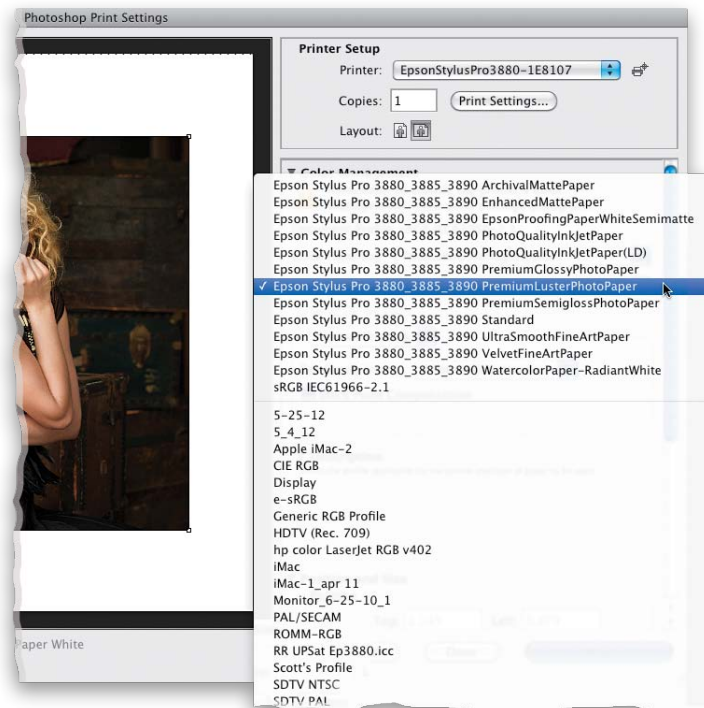 Photoshop Print Settings
Printer Setup
Printer: EpsonStylusPro3880-1E8107
Copies: 1 Print Settings...
Layout:
Color Management
Epson Stylus Pro 3880_3885_3890 ArchivalMattePaper
Epson Stylus Pro 3880_3885_3890 EnhancedMattePaper
Epson Stylus Pro 3880_3885_3890 EpsonProofingPaperWhiteSemimatte
Epson Stylus Pro 3880_3885_3890 PhotoQualityInkJetPaper
Epson Stylus Pro 3880_3885_3890 PhotoQualityInkJetPaper(LD)
Epson Stylus Pro 3880_3885_3890 PremiumGlossyPhotoPaper
✓ Epson Stylus Pro 3880_3885_3890 PremiumLusterPhotoPaper
Epson Stylus Pro 3880_3885_3890 PremiumSemiglossPhotoPaper
Epson Stylus Pro 3880_3885_3890 Standard
Epson Stylus Pro 3880_3885_3890 UltraSmoothFineArtPaper
Epson Stylus Pro 3880_3885_3890 VelvetFineArtPaper
Epson Stylus Pro 3880_3885_3890 WatercolorPaper-RadiantWhite
sRGB IEC61966-2.1
5-25-12
5_4_12
Apple iMac-2
CIE RGB
Display
e-sRGB
Generic RGB Profile
HDTV (Rec. 709)
hp color LaserJet RGB v402
iMac
iMac-1_apr 11
Monitor_6-25-10_1
PAL/SECAM
ROMM-RGB
RR UPSat Ep3880.icc
Scott's Profile
SDTV NTSC
SDTV PAL
Paper White